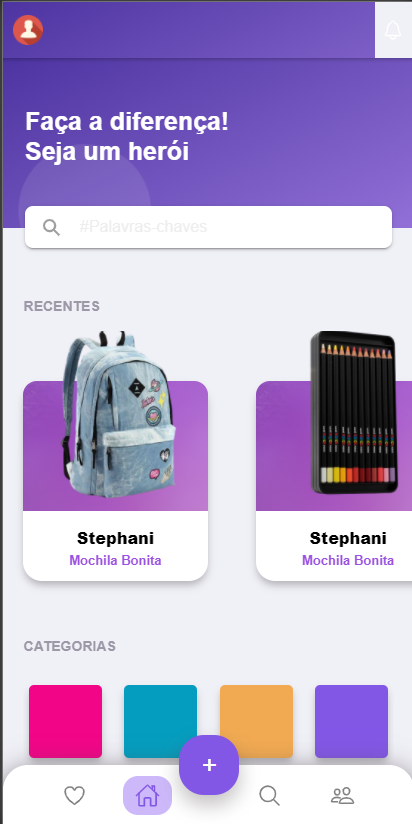 Faça a diferença!
Seja um herói
#Palavras-chaves
RECENTES
Stephani
Mochila Bonita
Stephani
Mochila Bonita
CATEGORIAS
+